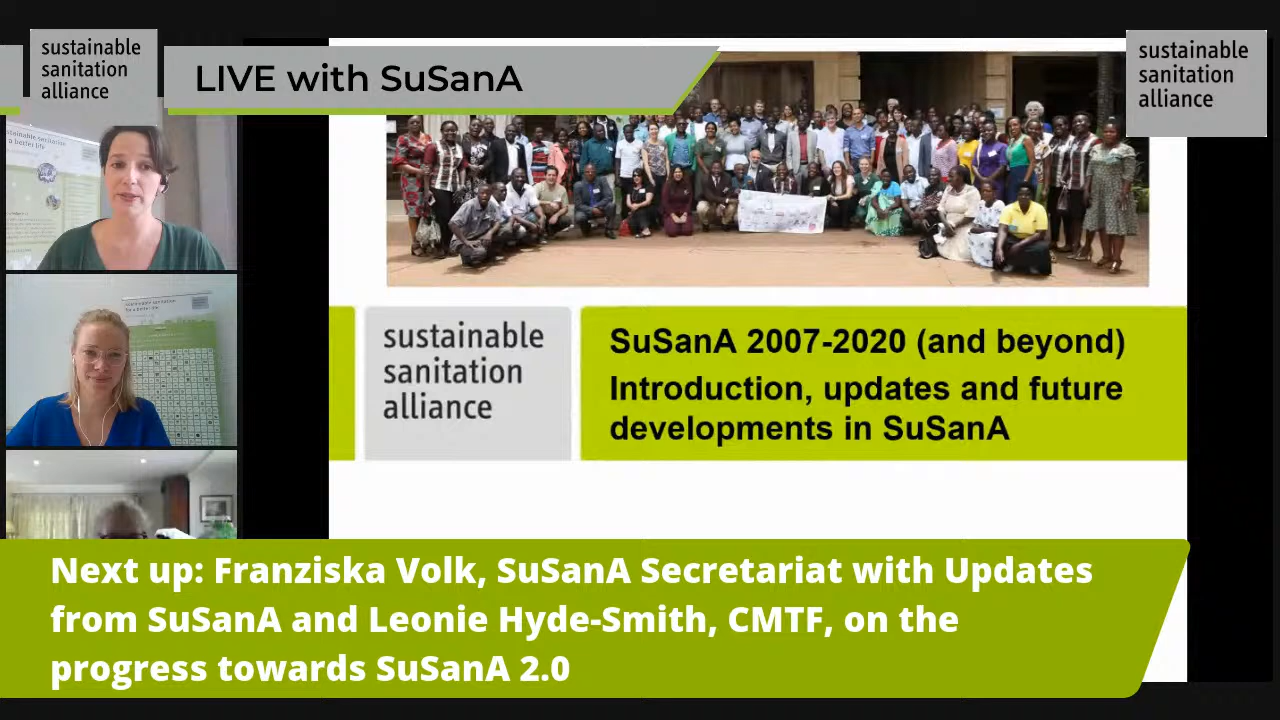 sustainable
sanitation
alliance
LIVE with SuSanA
sustainable
sanitation
alliance
sustainable sanitation
sustainable
sanitation
alliance
SuSanA 2007-2020 (and beyond)
Introduction, updates and future
developments in SuSanA
Next up: Franziska Volk, SuSanA Secretariat with Updates
from SuSanA and Leonie Hyde-Smith, CMTF, on the
progress towards SuSanA 2.0